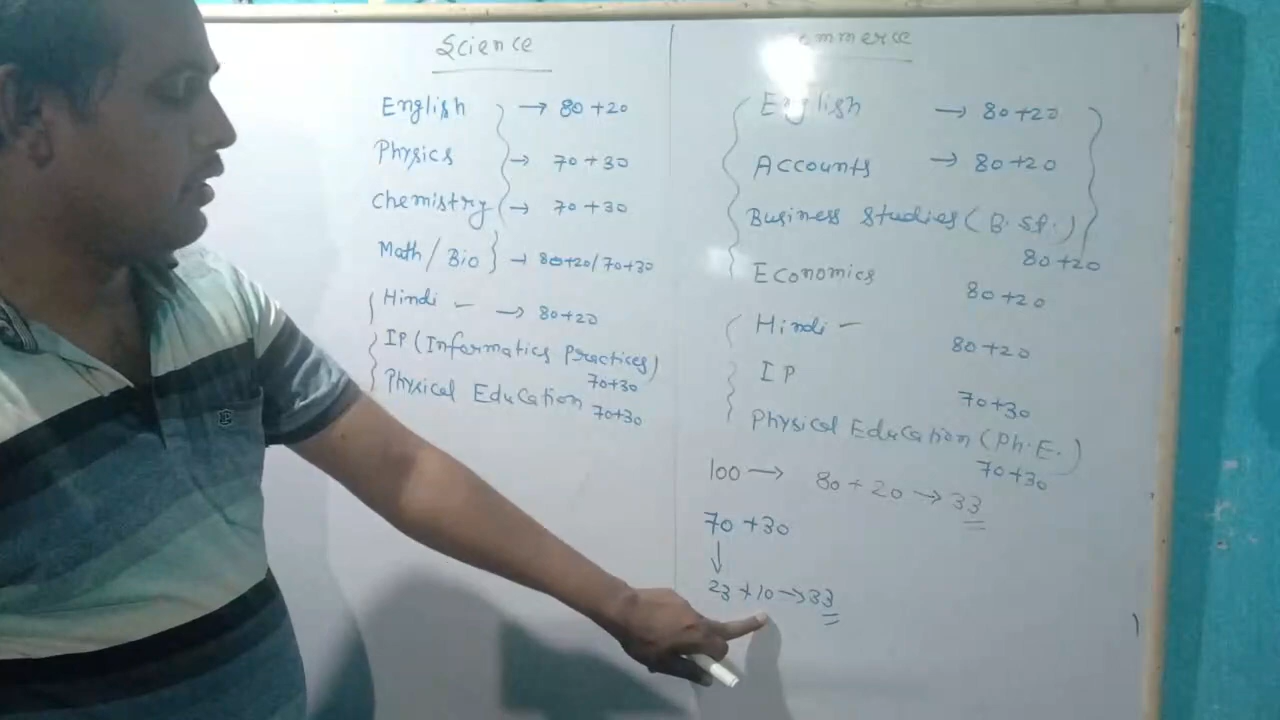 Science
English → 80+20
Physics → 70+30
Chemistry → 70+30
Math / Bio → 80+20/70+30
Hindi – → 80+20
IP (Informatics Practices)
70+30
Physical Education 70+30
mmerce
English → 80+20
Accounts → 80+20
Business Studies (B. St.)
80+20
Economics 80+20
Hindi – 80+20
IP 70+30
Physical Education (Ph. E.)
70+30
100 → 80+20 → 33
70+30
↓
23+10→33